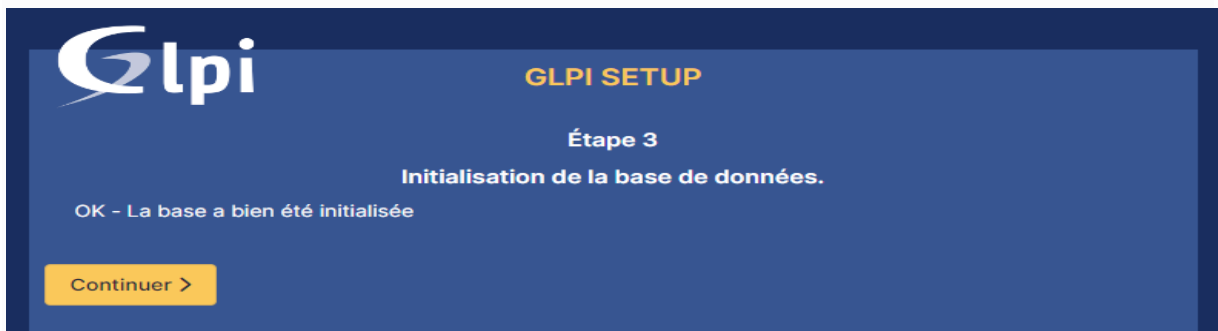 Glpi
GLPI SETUP
Étape 3
Initialisation de la base de données.
OK - La base a bien été initialisée
Continuer >